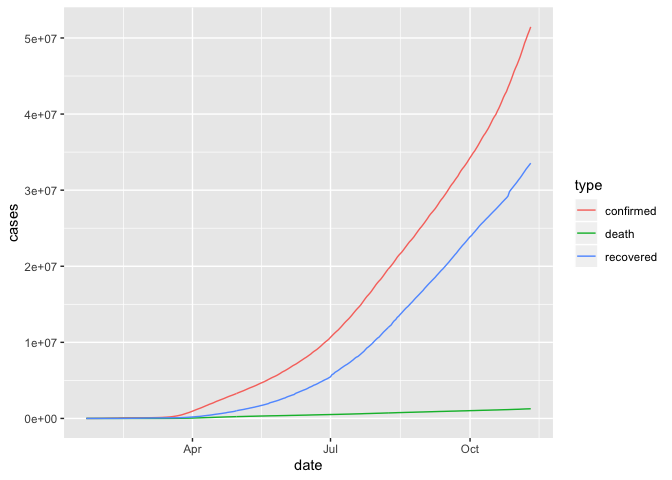 5e+07
4e+07
3e+07
2e+07
1e+07
0e+00
cases
Apr
Jul
Oct
date
type
confirmed
death
recovered